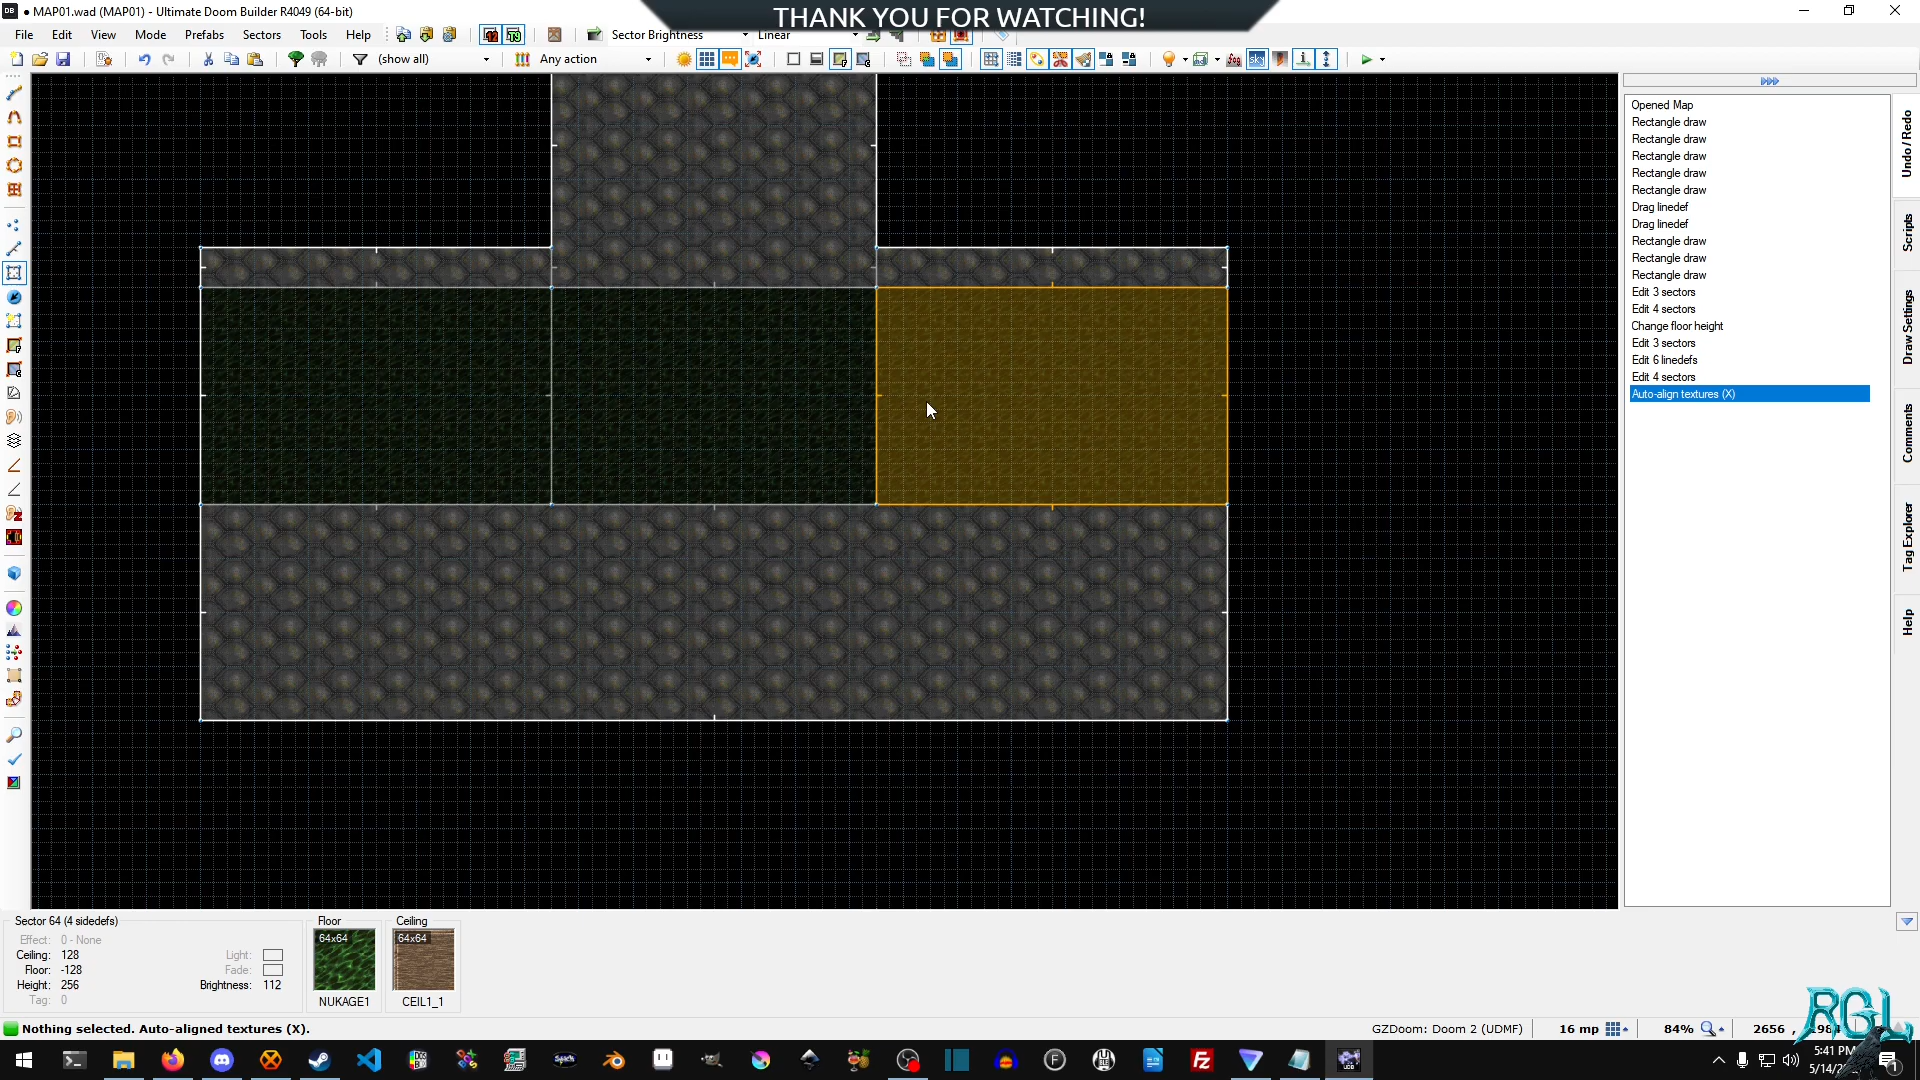 MAP01.wad (MAP01) - Ultimate Doom Builder R4049 (64-bit)
THANK YOU FOR WATCHING!
File Edit View Mode Prefabs Sectors Tools Help
Sector Brightness
Linear
(show all)
Any action
Opened Map
Rectangle draw
Rectangle draw
Rectangle draw
Rectangle draw
Rectangle draw
Drag linedef
Drag linedef
Rectangle draw
Rectangle draw
Rectangle draw
Edit 3 sectors
Edit 4 sectors
Change floor height
Edit 3 sectors
Edit 6 linedefs
Edit 4 sectors
Auto-align textures (X)
Undo / Redo
Scripts
Draw Settings
Comments
Tag Explorer
Help
Sector 64 (4 sidedefs)
Effect: 0 - None
Ceiling: 128
Floor: -128
Height: 256
Tag: 0
Light:
Fade:
Brightness: 112
Floor
64x64
NUKAGE1
Ceiling
64x64
CEIL1_1
Nothing selected. Auto-aligned textures (X).
GZDoom: Doom 2 (UDMF)
16 mp
84%
2656 ,
RGL
5:41 PM